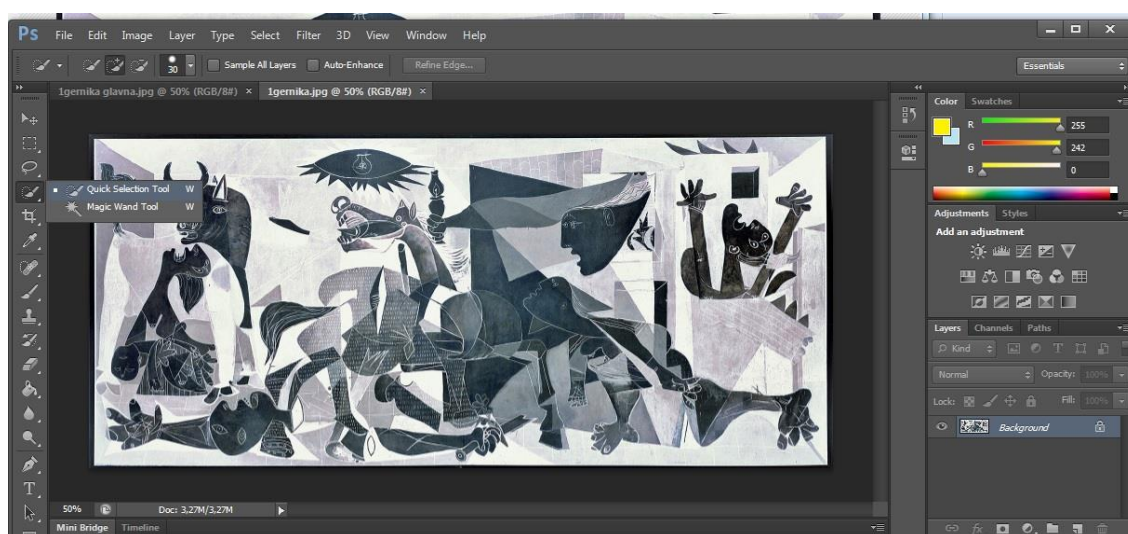 Ps File Edit Image Layer Type Select Filter 3D View Window Help
30 Sample All Layers Auto-Enhance Refine Edge... Essentials
1gernika glavna.jpg @ 50% (RGB/8#) × 1gernika.jpg @ 50% (RGB/8#) ×
Color Swatches
R 255
G 242
B 0
Quick Selection Tool W
Magic Wand Tool W
Adjustments Styles
Add an adjustment
Layers Channels Paths
Kind
Normal Opacity: 100%
Lock: Fill: 100%
Background
50% Doc: 3,27M/3,27M
Mini Bridge Timeline